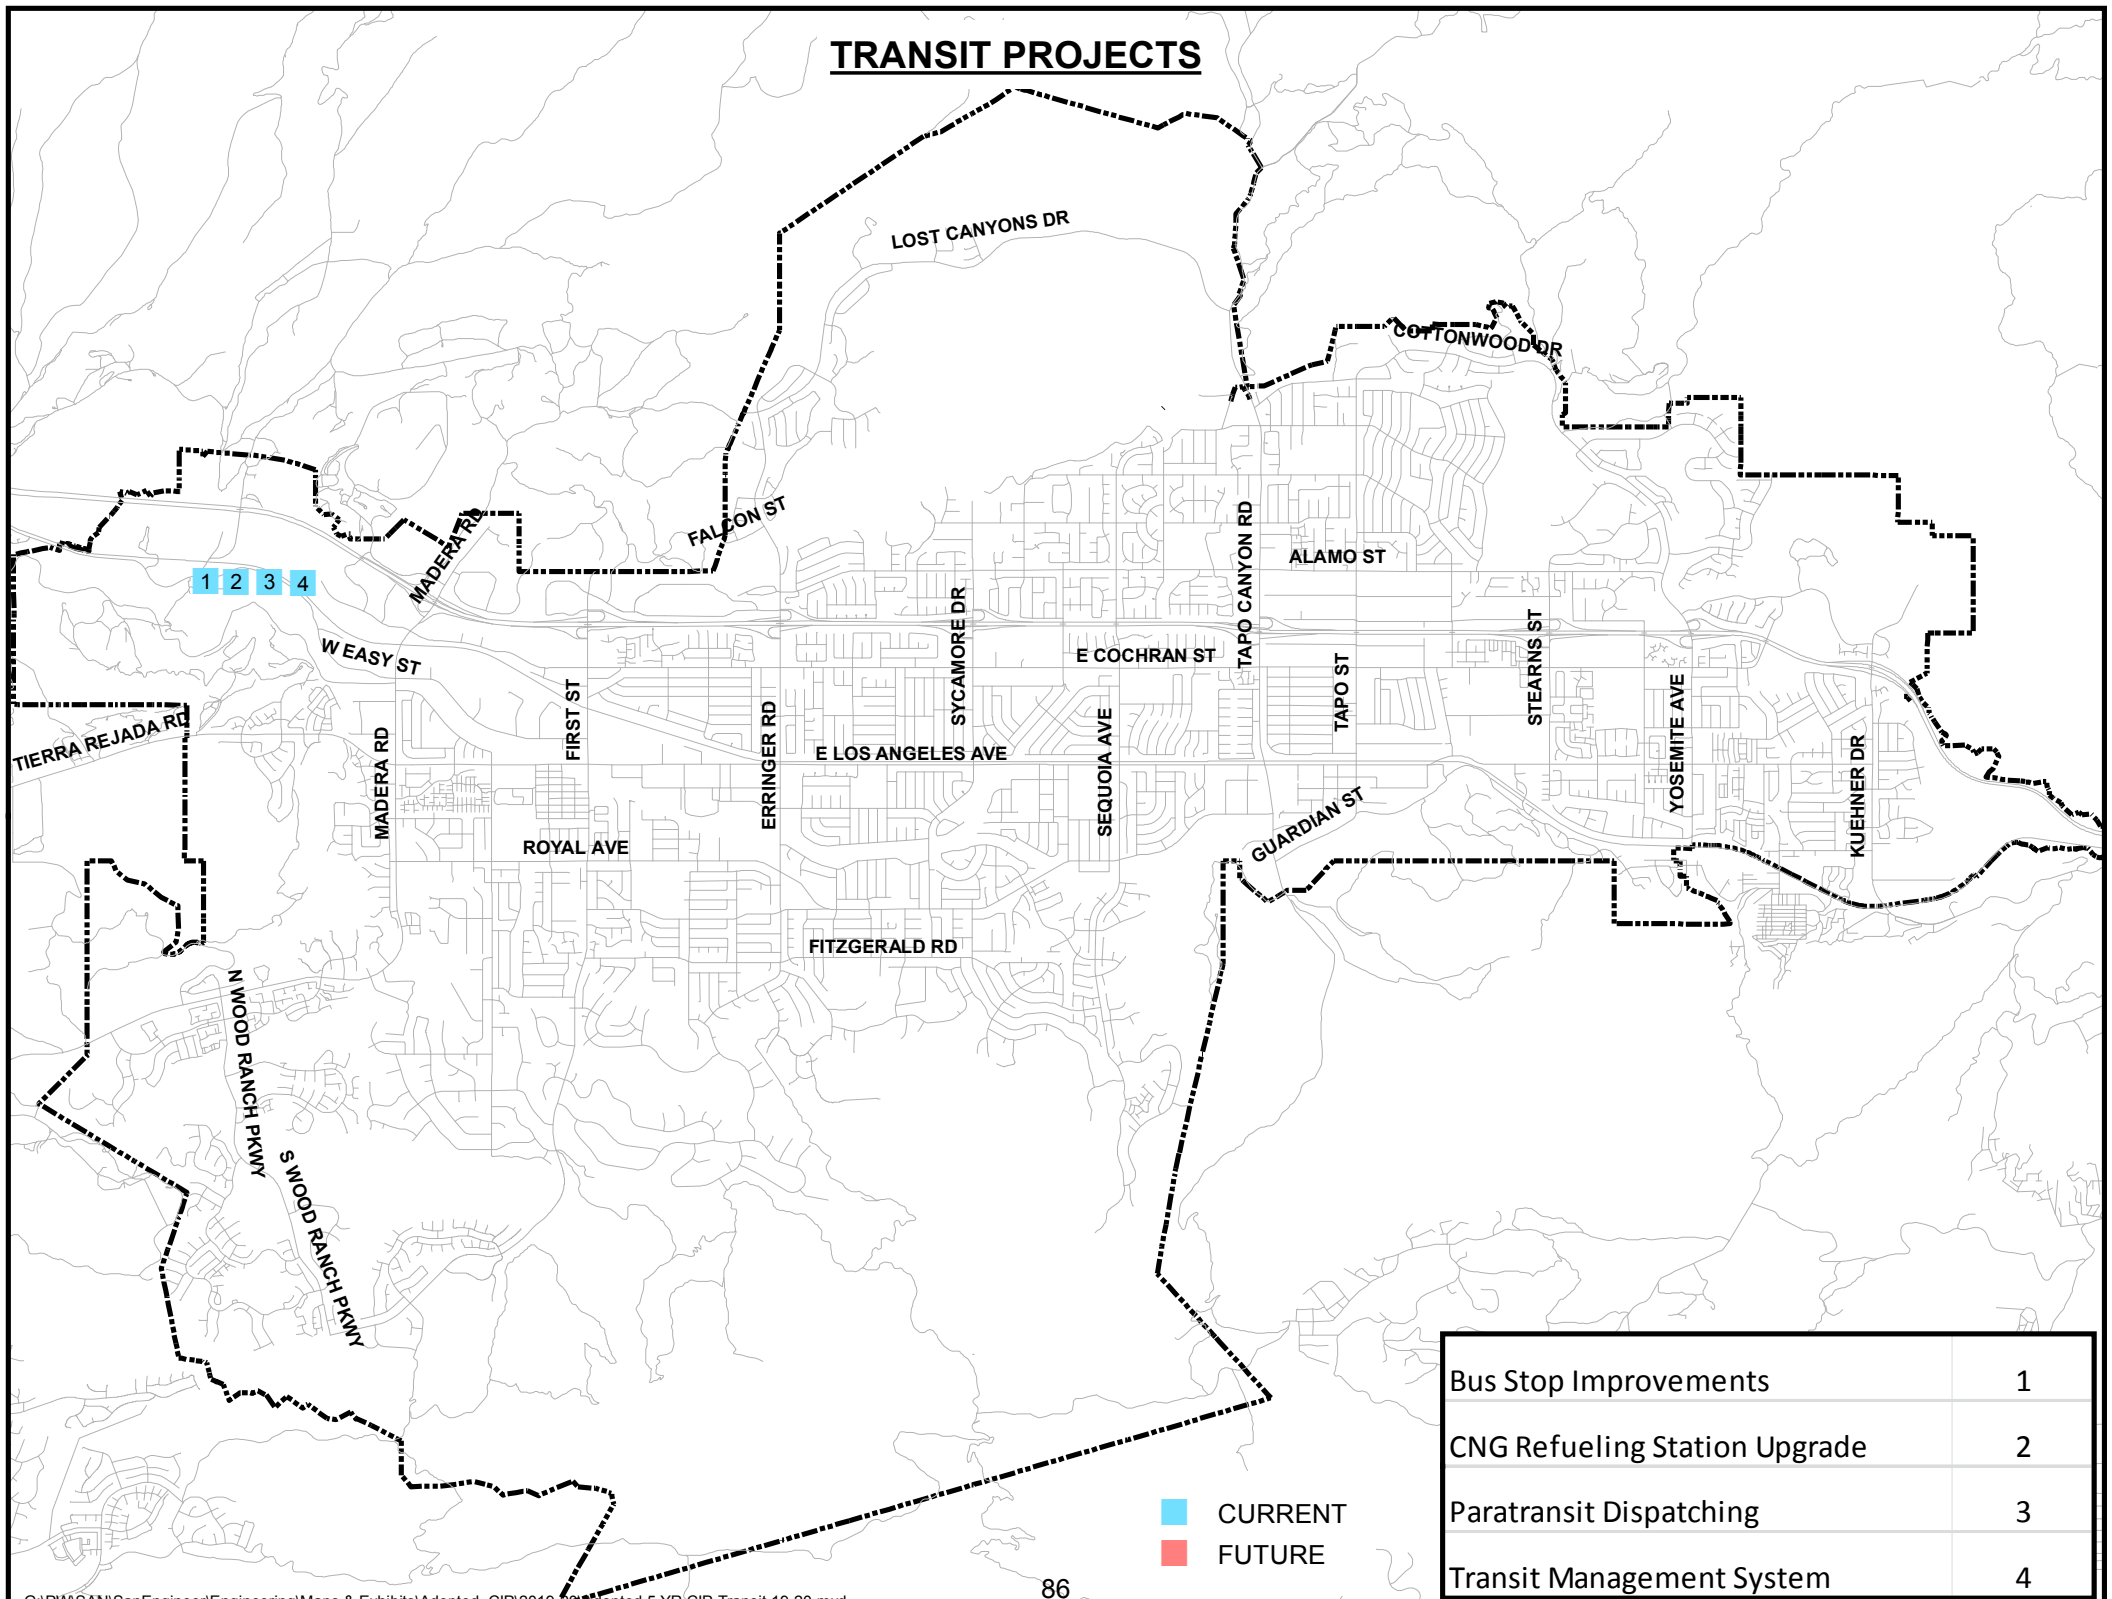 TRANSIT PROJECTS
LOST CANYONS DR
COTTONWOOD DR
FALCON ST
MADERA RD
TAPO CANYON RD
ALAMO ST
1 2 3 4
SYCAMORE DR
STEARNS ST
W EASY ST
E COCHRAN ST
FIRST ST
TAPO ST
YOSEMITE AVE
TIERRA REJADA RD
MADERA RD
ERRINGER RD
E LOS ANGELES AVE
SEQUOIA AVE
KUEHNER DR
GUARDIAN ST
ROYAL AVE
FITZGERALD RD
N WOOD RANCH PKWY
S WOOD RANCH PKWY
Bus Stop Improvements 1
CNG Refueling Station Upgrade 2
Paratransit Dispatching 3
Transit Management System 4
CURRENT
FUTURE
86